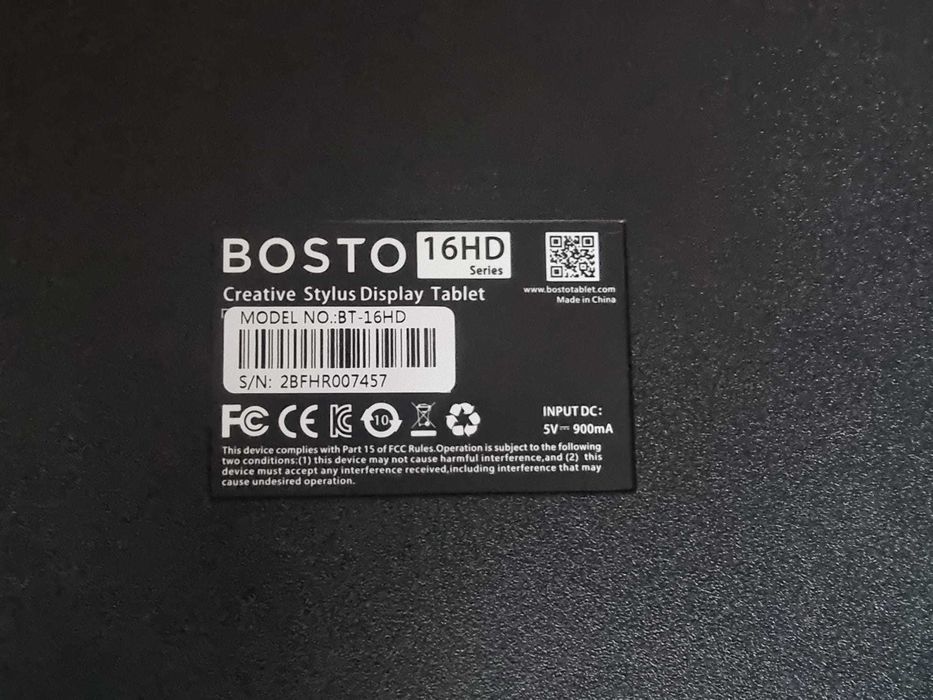 BOSTO 16HD
Series
www.bostotablet.com
Made in China
Creative Stylus Display Tablet
MODEL NO.:BT-16HD
S/N: 2BFHR007457
FC CE 10
INPUT DC:
5V⎓900mA
This device complies with Part 15 of FCC Rules.Operation is subject to the following
two conditions:(1) this device may not cause harmful interference,and (2) this
device must accept any interference received,including interference that may
cause undesired operation.